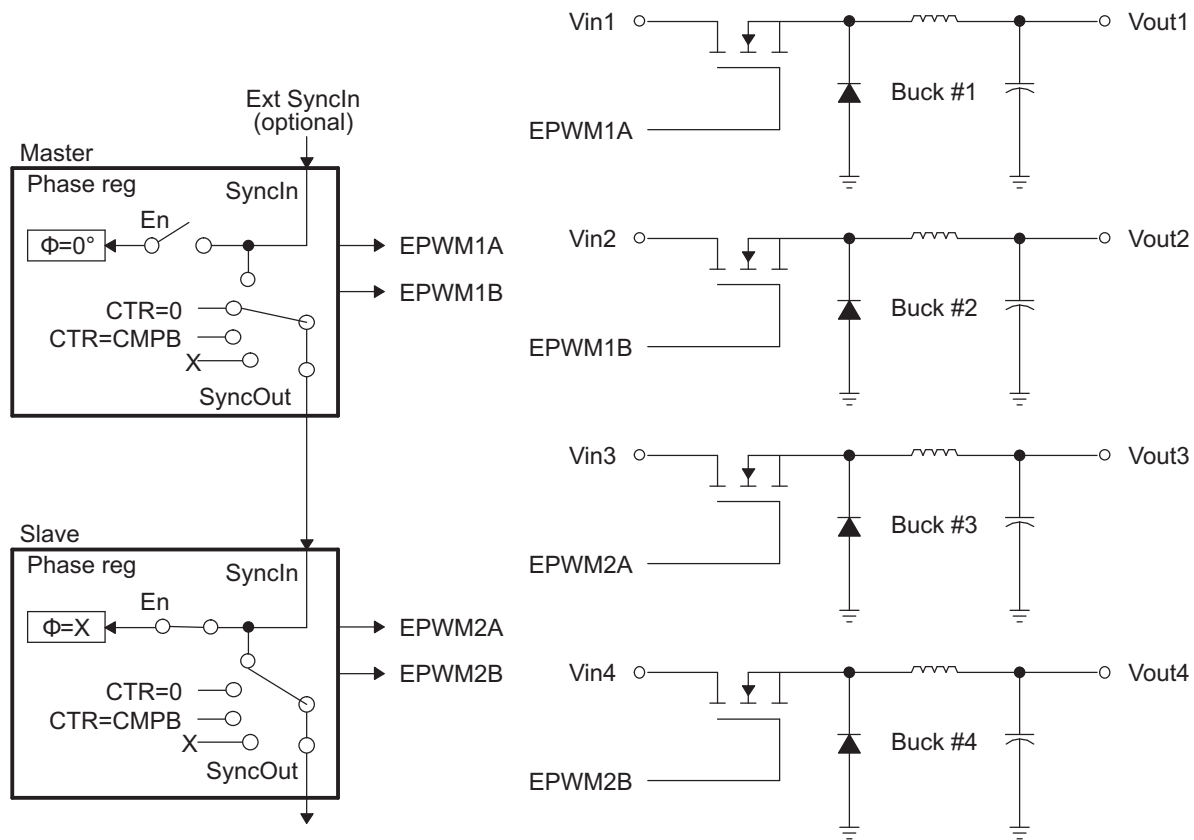 Ext SyncIn
(optional)
Master
Phase reg
SyncIn
En
Φ=0°
CTR=0
CTR=CMPB
X
SyncOut
EPWM1A
EPWM1B
Slave
Phase reg
SyncIn
En
Φ=X
CTR=0
CTR=CMPB
X
SyncOut
EPWM2A
EPWM2B
Vin1
Vout1
Buck #1
EPWM1A
Vin2
Vout2
Buck #2
EPWM1B
Vin3
Vout3
Buck #3
EPWM2A
Vin4
Vout4
Buck #4
EPWM2B